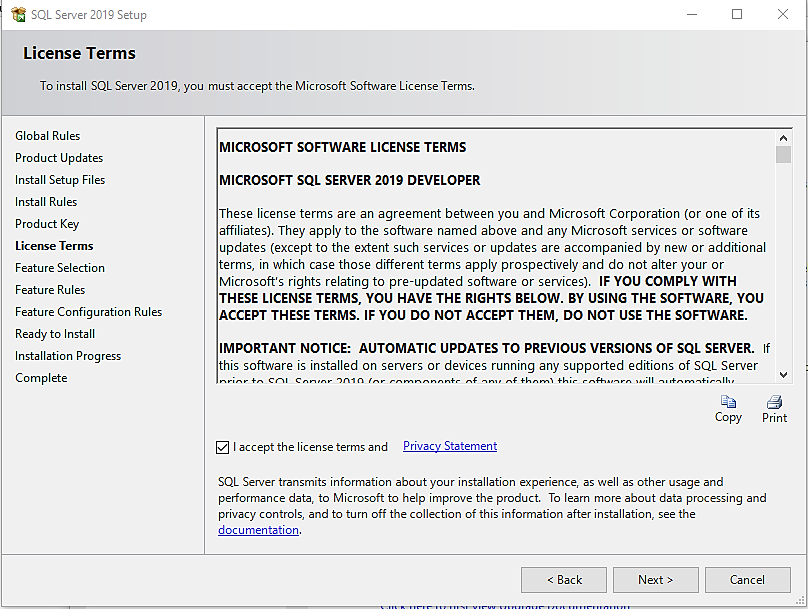 SQL Server 2019 Setup
License Terms
To install SQL Server 2019, you must accept the Microsoft Software License Terms.
Global Rules
Product Updates
Install Setup Files
Install Rules
Product Key
License Terms
Feature Selection
Feature Rules
Feature Configuration Rules
Ready to Install
Installation Progress
Complete
MICROSOFT SOFTWARE LICENSE TERMS
MICROSOFT SQL SERVER 2019 DEVELOPER
These license terms are an agreement between you and Microsoft Corporation (or one of its
affiliates). They apply to the software named above and any Microsoft services or software
updates (except to the extent such services or updates are accompanied by new or additional
terms, in which case those different terms apply prospectively and do not alter your or
Microsoft's rights relating to pre-updated software or services). IF YOU COMPLY WITH
THESE LICENSE TERMS, YOU HAVE THE RIGHTS BELOW. BY USING THE SOFTWARE, YOU
ACCEPT THESE TERMS. IF YOU DO NOT ACCEPT THEM, DO NOT USE THE SOFTWARE.
IMPORTANT NOTICE: AUTOMATIC UPDATES TO PREVIOUS VERSIONS OF SQL SERVER. If
this software is installed on servers or devices running any supported editions of SQL Server
prior to SQL Server 2019 (or components of any of them) this software will automatically
Copy
Print
I accept the license terms and Privacy Statement
SQL Server transmits information about your installation experience, as well as other usage and
performance data, to Microsoft to help improve the product. To learn more about data processing and
privacy controls, and to turn off the collection of this information after installation, see the
documentation.
< Back
Next >
Cancel
Click here to first view Upgrade Documentation